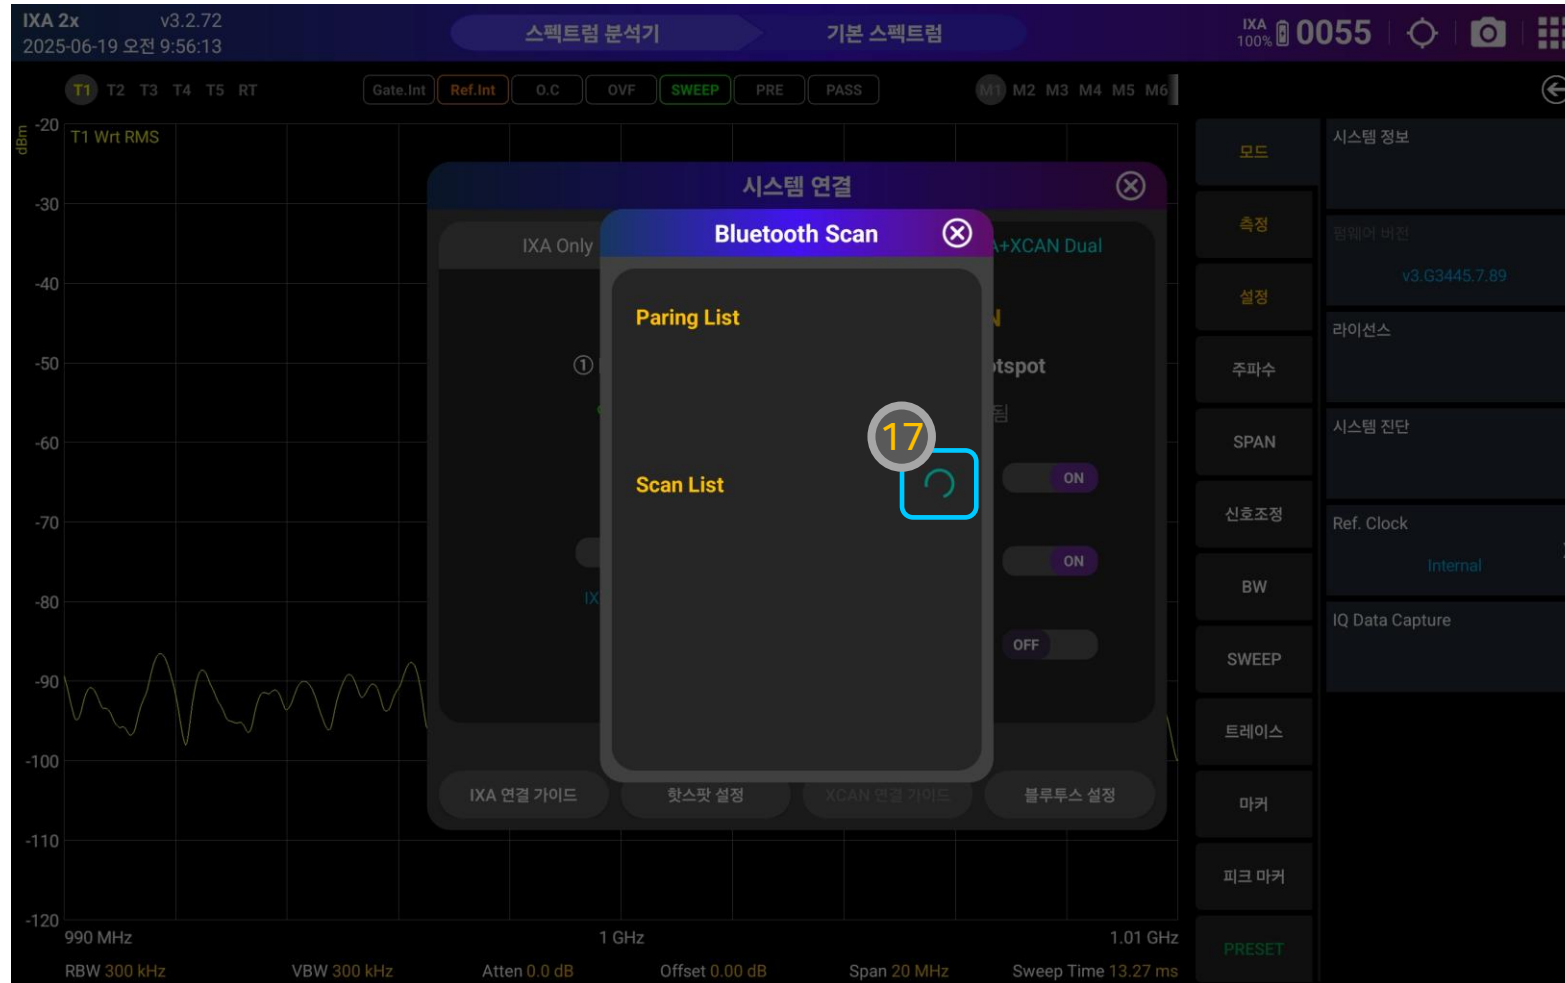 IXA 2x v3.2.72
2025-06-19 오전 9:56:13
스펙트럼 분석기 기본 스펙트럼
IXA 100% 0055
T1 T2 T3 T4 T5 RT
Gate.Int Ref.Int O.C OVF SWEEP PRE PASS
M1 M2 M3 M4 M5 M6
dBm
-20
-30
-40
-50
-60
-70
-80
-90
-100
-110
-120
T1 Wrt RMS
시스템 연결
IXA Only
+XCAN Dual
Bluetooth Scan
Paring List
①
17
Scan List
ON
ON
OFF
IXA 연결 가이드 핫스팟 설정 XCAN 연결 가이드 블루투스 설정
모드
측정
설정
주파수
SPAN
신호조정
BW
SWEEP
트레이스
마커
피크 마커
PRESET
시스템 정보
펌웨어 버전
v3.G3445.7.89
라이선스
시스템 진단
Ref. Clock
Internal
IQ Data Capture
990 MHz 1 GHz 1.01 GHz
RBW 300 kHz VBW 300 kHz Atten 0.0 dB Offset 0.00 dB Span 20 MHz Sweep Time 13.27 ms